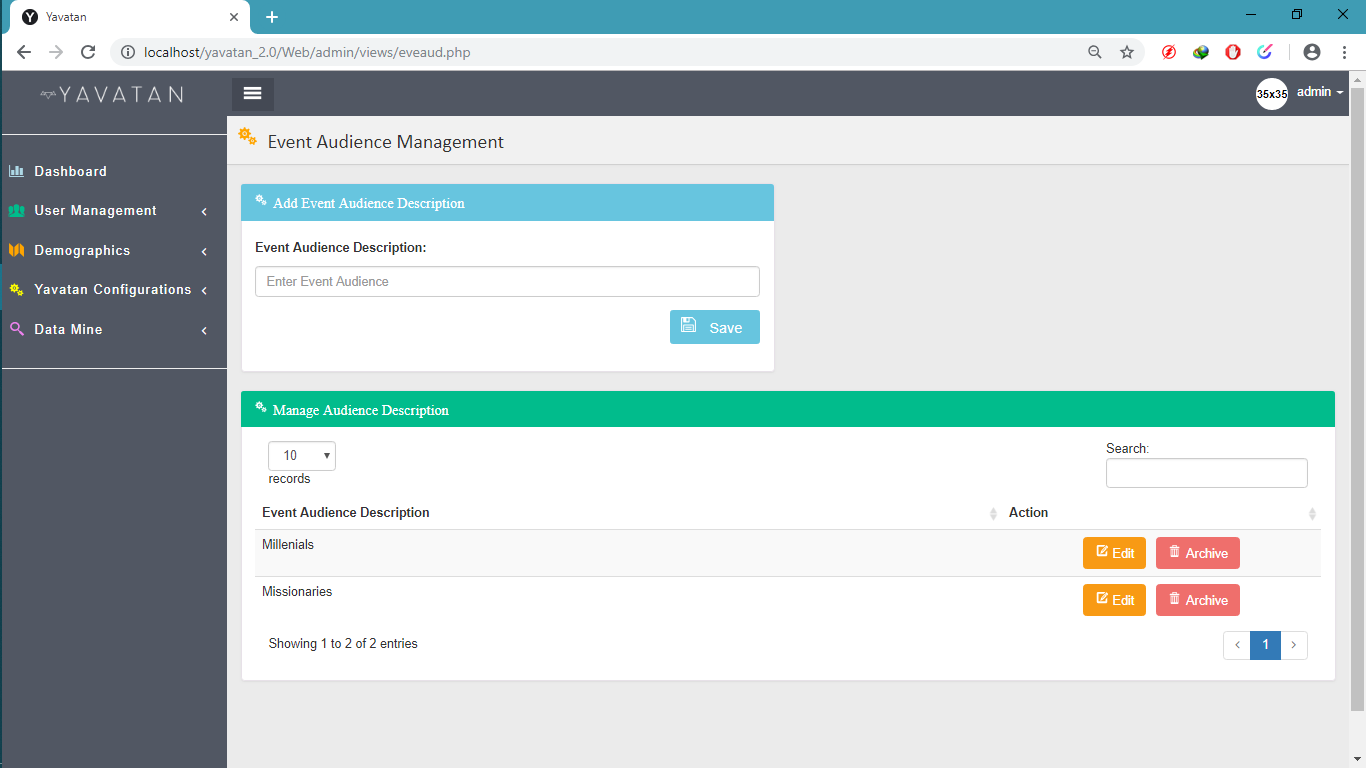 Yavatan
localhost/yavatan_2.0/Web/admin/views/eveaud.php
YAVATAN
35x35 admin
Event Audience Management
Dashboard
User Management
Demographics
Yavatan Configurations
Data Mine
Add Event Audience Description
Event Audience Description:
Enter Event Audience
Save
Manage Audience Description
10
records
Search:
Event Audience Description Action
Millenials Edit Archive
Missionaries Edit Archive
Showing 1 to 2 of 2 entries
1